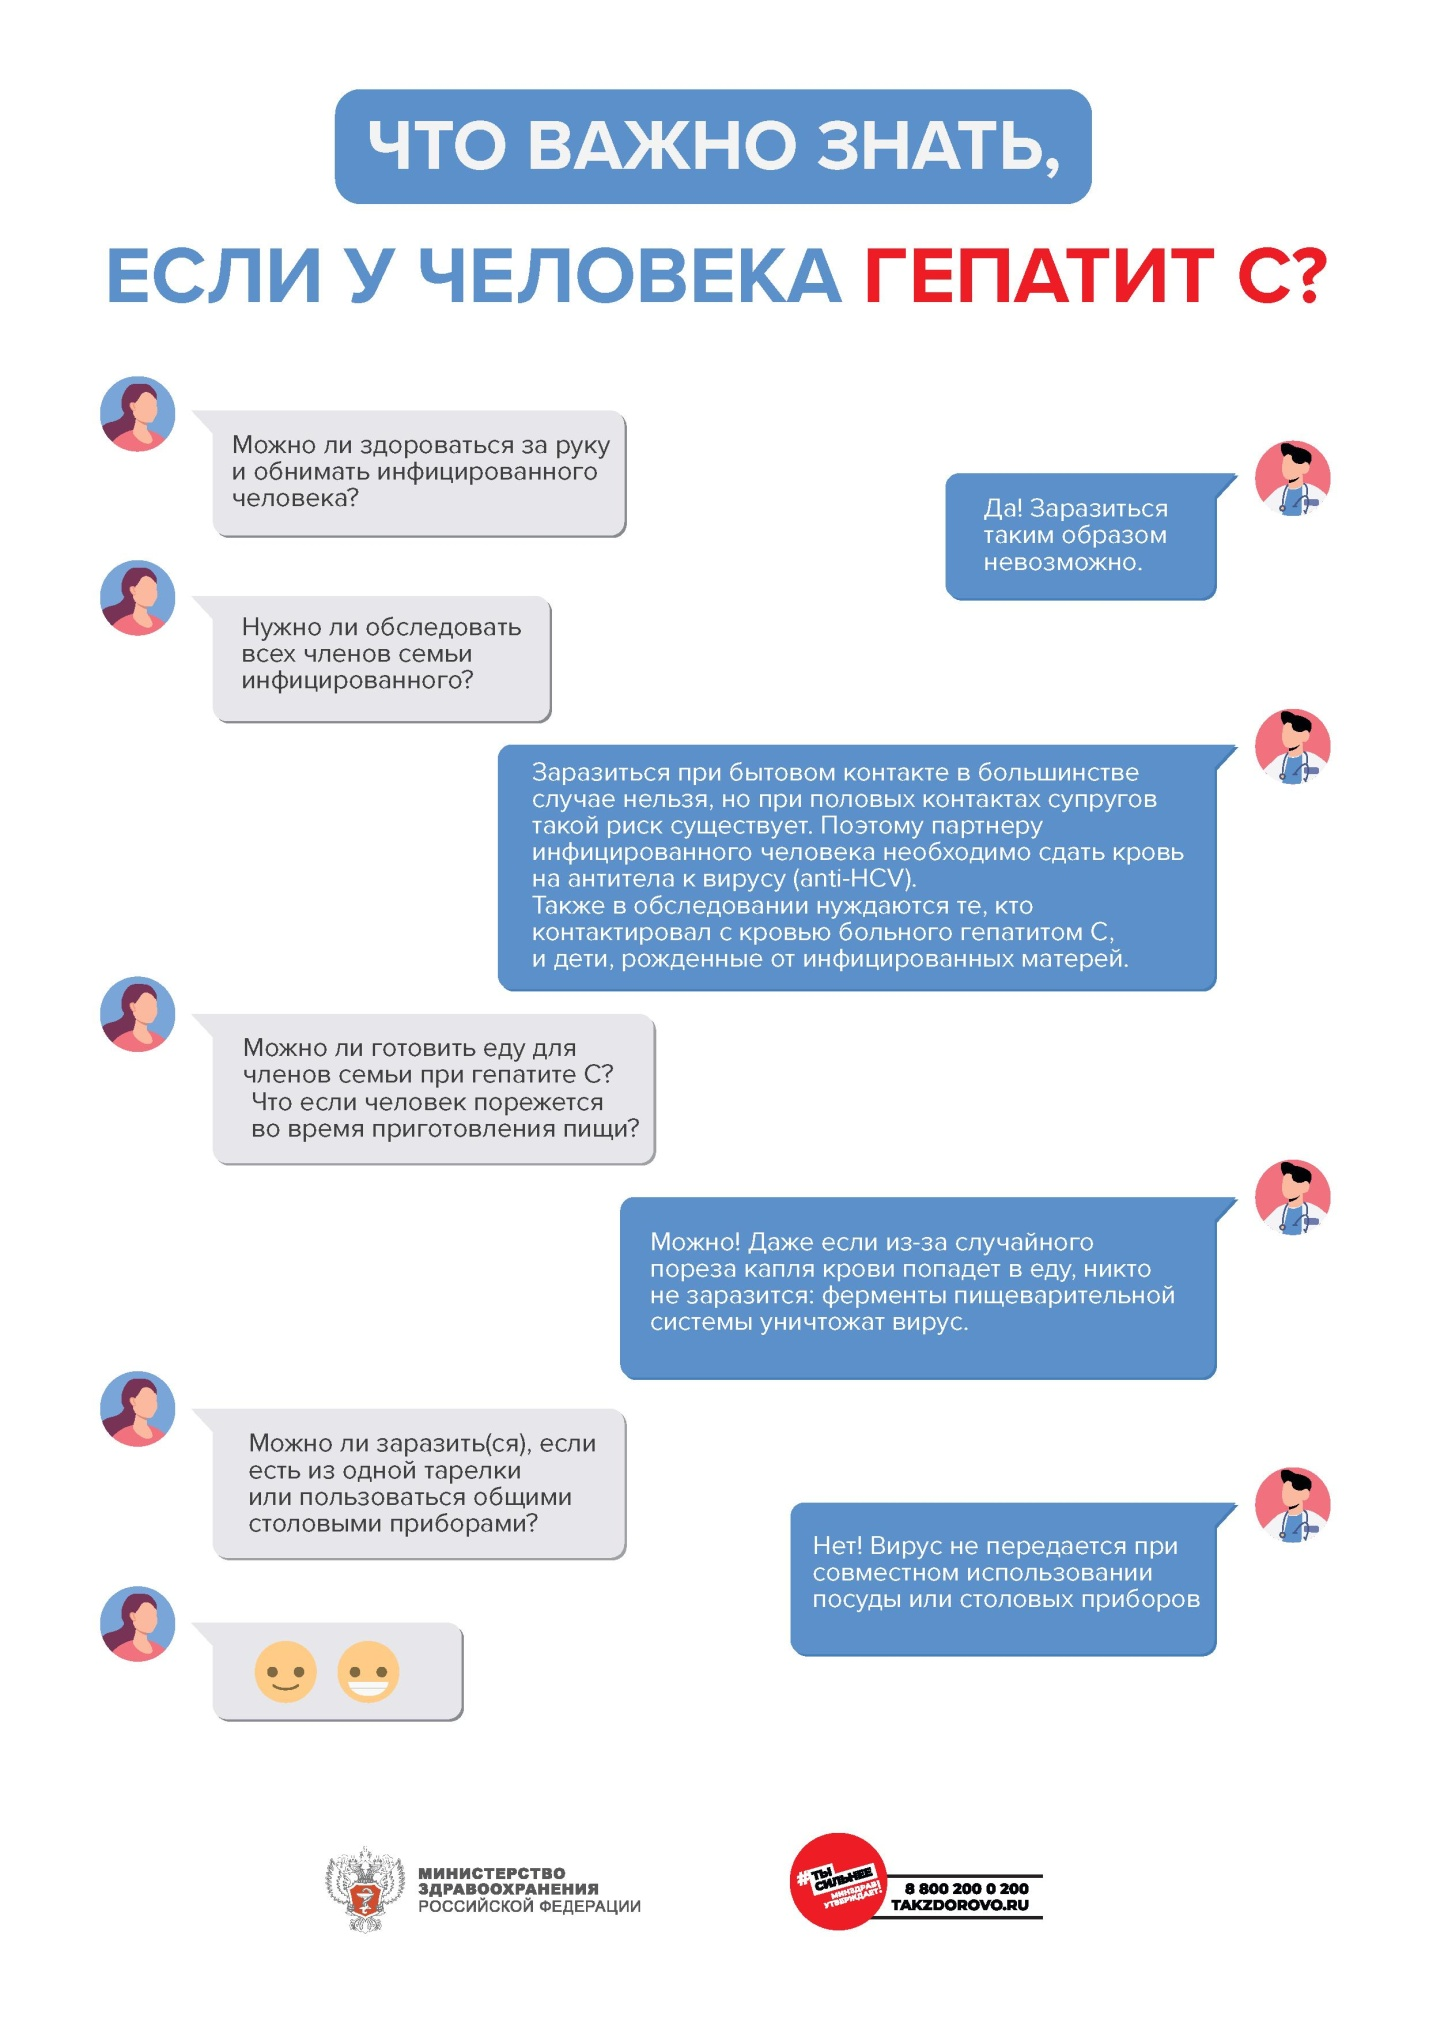 ЧТО ВАЖНО ЗНАТЬ,
ЕСЛИ У ЧЕЛОВЕКА ГЕПАТИТ С?
Можно ли здороваться за руку
и обнимать инфицированного
человека?
Да! Заразиться
таким образом
невозможно.
Нужно ли обследовать
всех членов семьи
инфицированного?
Заразиться при бытовом контакте в большинстве
случае нельзя, но при половых контактах супругов
такой риск существует. Поэтому партнеру
инфицированного человека необходимо сдать кровь
на антитела к вирусу (anti-HCV).
Также в обследовании нуждаются те, кто
контактировал с кровью больного гепатитом С,
и дети, рожденные от инфицированных матерей.
Можно ли готовить еду для
членов семьи при гепатите С?
Что если человек порежется
во время приготовления пищи?
Можно! Даже если из-за случайного
пореза капля крови попадет в еду, никто
не заразится: ферменты пищеварительной
системы уничтожат вирус.
Можно ли заразить(ся), если
есть из одной тарелки
или пользоваться общими
столовыми приборами?
Нет! Вирус не передается при
совместном использовании
посуды или столовых приборов
МИНИСТЕРСТВО
ЗДРАВООХРАНЕНИЯ
РОССИЙСКОЙ ФЕДЕРАЦИИ
#ТЫ
СИЛЬНЕЕ
МИНЗДРАВ
УТВЕРЖДАЕТ!
8 800 200 0 200
TAKZDOROVO.RU